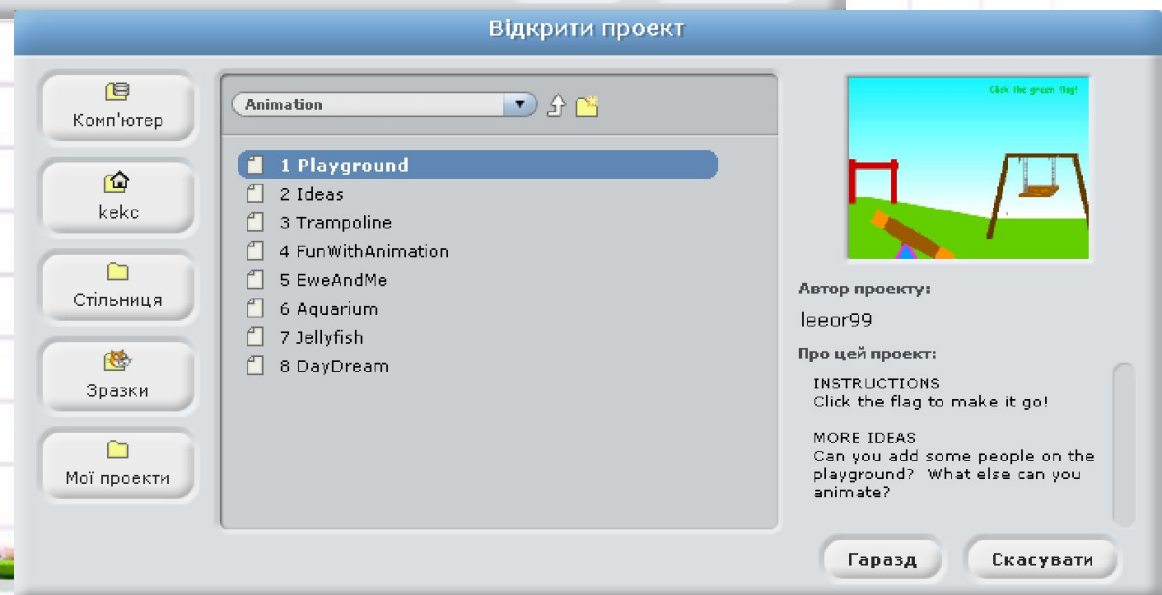 Відкрити проект
Комп'ютер
kekc
Стільниця
Зразки
Мої проекти
Animation
1 Playground
2 Ideas
3 Trampoline
4 FunWithAnimation
5 EweAndMe
6 Aquarium
7 Jellyfish
8 DayDream
Click the green flag!
Автор проекту:
leeor99
Про цей проект:
INSTRUCTIONS
Click the flag to make it go!
MORE IDEAS
Can you add some people on the
playground? What else can you
animate?
Гаразд
Скасувати